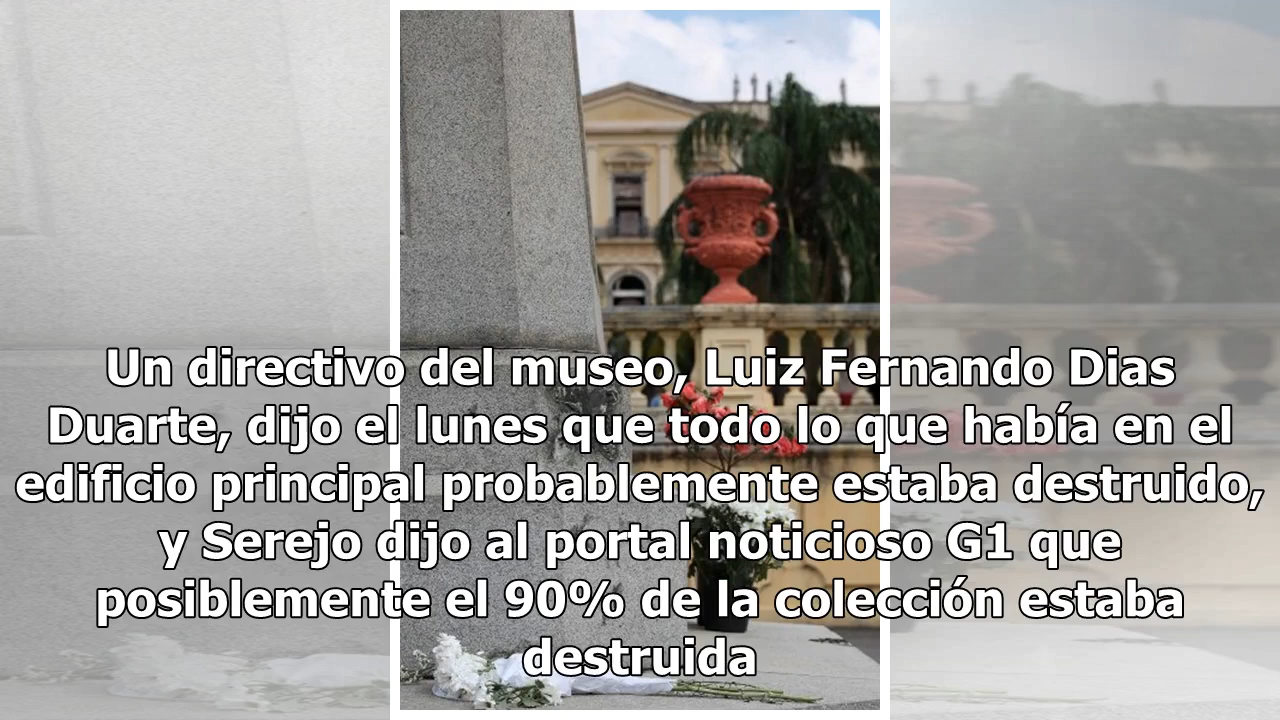 Un directivo del museo, Luiz Fernando Dias
Duarte, dijo el lunes que todo lo que había en el
edificio principal probablemente estaba destruido,
y Serejo dijo al portal noticioso G1 que
posiblemente el 90% de la colección estaba
destruida